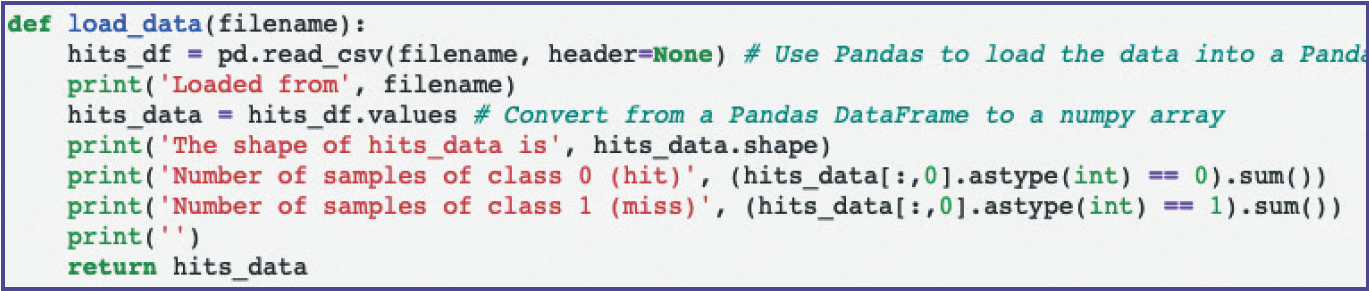 def load_data(filename):
    hits_df = pd.read_csv(filename, header=None) # Use Pandas to load the data into a
    print('Loaded from', filename)
    hits_data = hits_df.values # Convert from a Pandas DataFrame to a numpy array
    print('The shape of hits_data is', hits_data.shape)
    print('Number of samples of class 0 (hit)', (hits_data[:,0].astype(int) == 0).sum())
    print('Number of samples of class 1 (miss)', (hits_data[:,0].astype(int) == 1).sum())
    print('')
    return hits_data